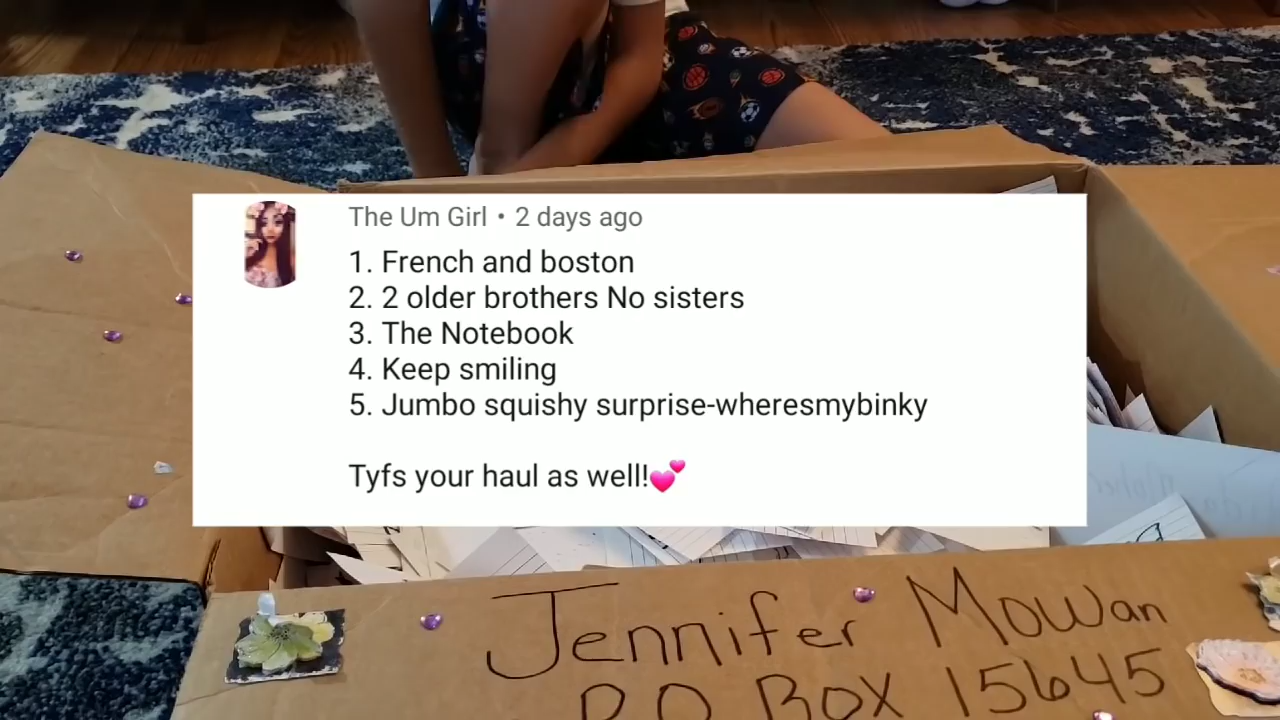 The Um Girl • 2 days ago
1. French and boston
2. 2 older brothers No sisters
3. The Notebook
4. Keep smiling
5. Jumbo squishy surprise-wheresmybinky
Tyfs your haul as well!💕
Jennifer Mowan
PO BOX 15645